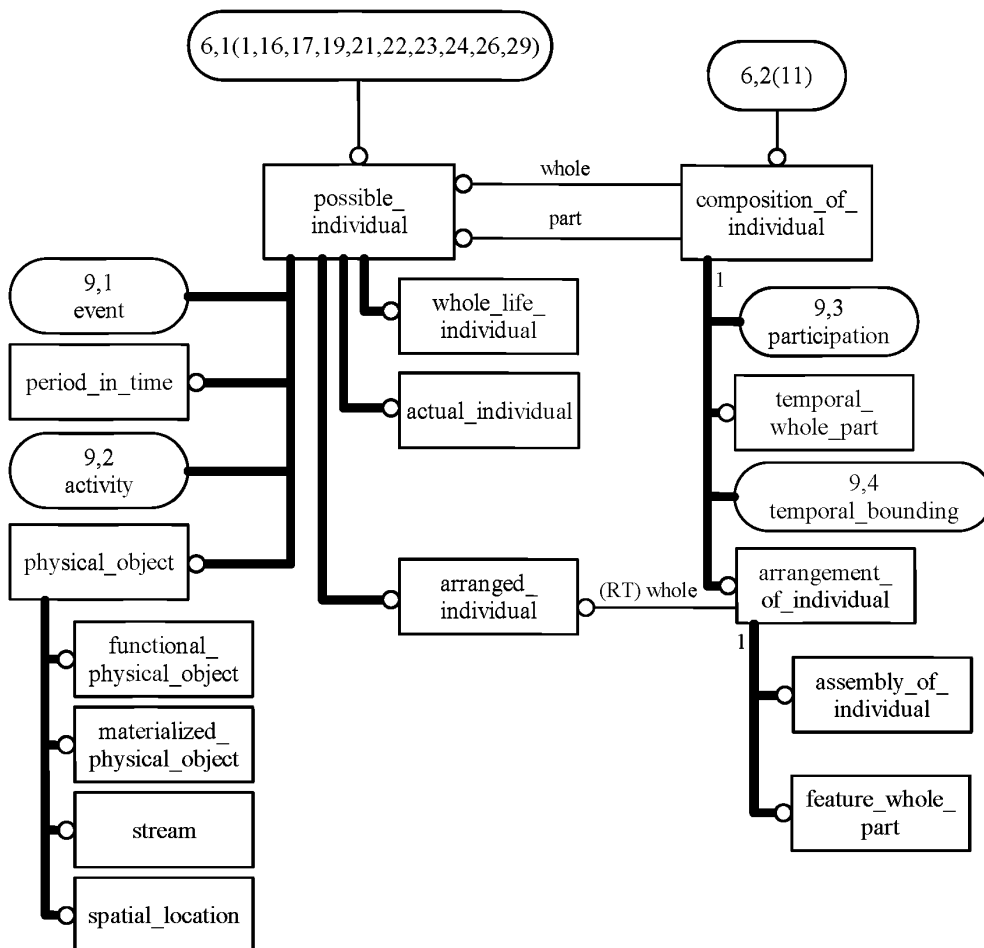 6,1(1,16,17,19,21,22,23,24,26,29)
6,2(11)
possible_
individual
whole
part
composition_of_
individual
1
9,1
event
whole_life_
individual
9,3
participation
period_in_time
actual_individual
temporal_
whole_part
9,2
activity
9,4
temporal_bounding
physical_object
arranged_
individual
(RT) whole
arrangement_
of_individual
1
functional_
physical_object
assembly_of_
individual
materialized_
physical_object
feature_whole_
part
stream
spatial_location